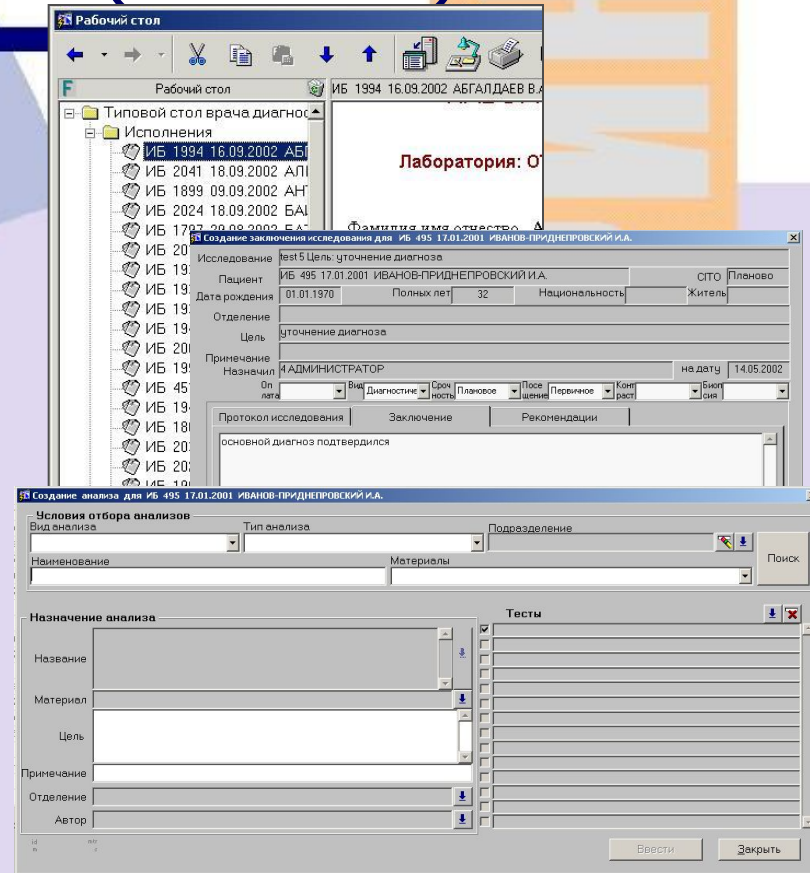 Рабочий стол
F Рабочий стол
ИБ 1994 16.09.2002 АБГАЛДАЕВ В.А
Типовой стол врача диагнос
Исполнения
ИБ 1994 16.09.2002 АБ
ИБ 2041 18.09.2002 АЛ
ИБ 1899 09.09.2002 АН
ИБ 2024 18.09.2002 БА
Лаборатория:
Фамилия имя отчество
Создание заключения исследования для ИБ 495 17.01.2001 ИВАНОВ-ПРИДНЕПРОВСКИЙ И.А.
Исследование test 5 Цель: уточнение диагноза
Пациент ИБ 495 17.01.2001 ИВАНОВ-ПРИДНЕПРОВСКИЙ И.А. CITO Планово
Дата рождения 01.01.1970 Полных лет 32 Национальность Житель
Отделение
Цель уточнение диагноза
Примечание
Назначил 4 АДМИНИСТРАТОР на дату 14.05.2002
Оплата Вид Диагностиче Срочность Плановое Посещение Первичное Контраст Биопсия
Протокол исследования Заключение Рекомендации
основной диагноз подтвердился
Создание анализа для ИБ 495 17.01.2001 ИВАНОВ-ПРИДНЕПРОВСКИЙ И.А.
Условия отбора анализов
Вид анализа Тип анализа Подразделение
Поиск
Наименование Материалы
Назначение анализа Тесты
Название
Материал
Цель
Примечание
Отделение
Автор
Ввести Закрыть